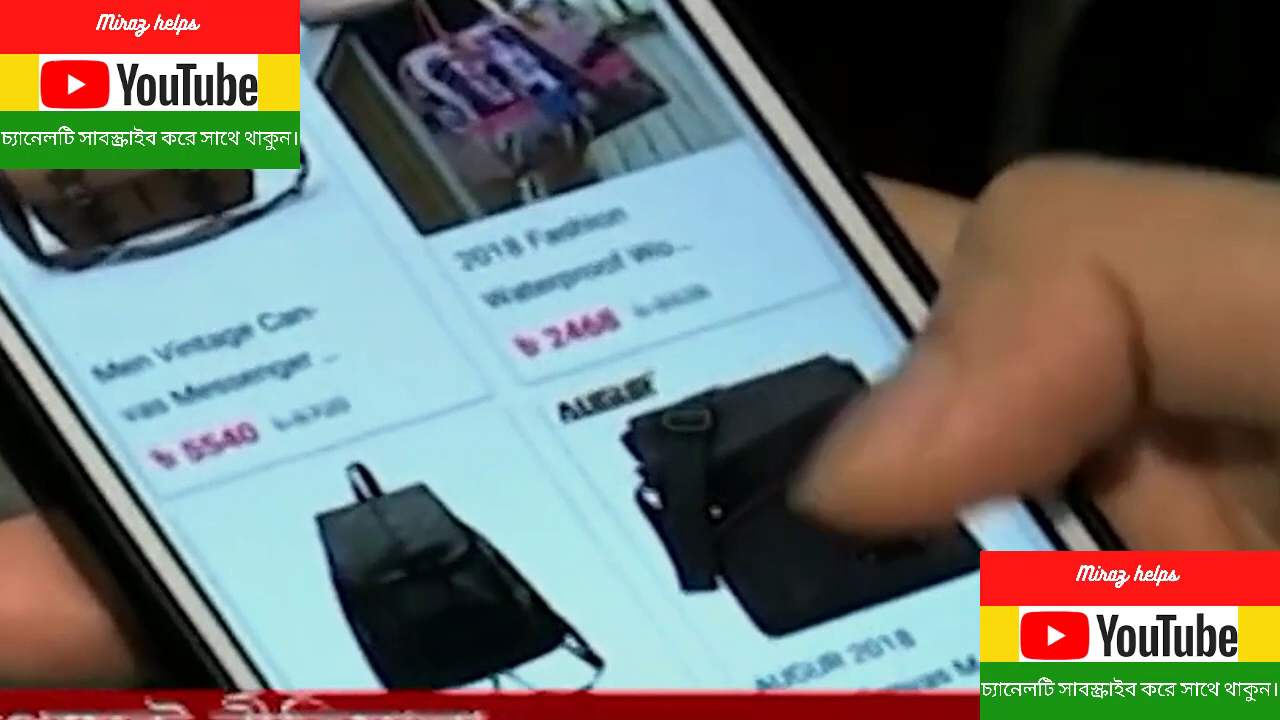 Miraz helps
YouTube
চ্যানেলটি সাবস্ক্রাইব করে সাথে থাকুন।
2018 Fashion
Waterproof Wo...
৳ 2468
Men Vintage Can-
vas Messenger ...
৳ 5540
AUGUR
AUGUR 2018
Miraz helps
YouTube
চ্যানেলটি সাবস্ক্রাইব করে সাথে থাকুন।